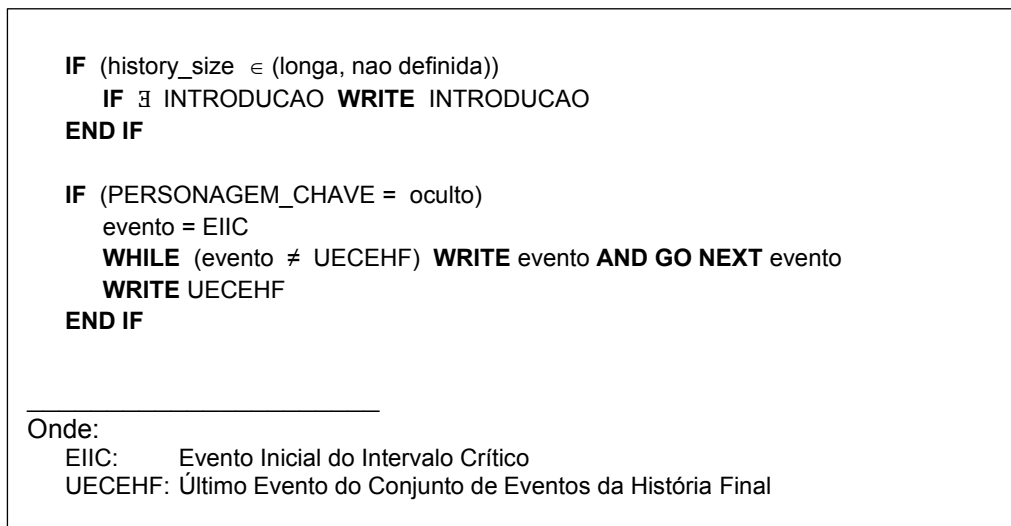 IF (history_size ∈ (longa, nao definida))
IF ∃ INTRODUCAO WRITE INTRODUCAO
END IF
IF (PERSONAGEM_CHAVE = oculto)
evento = EIIC
WHILE (evento ≠ UECEHF) WRITE evento AND GO NEXT evento
WRITE UECEHF
END IF
Onde:
EIIC: Evento Inicial do Intervalo Crítico
UECEHF: Último Evento do Conjunto de Eventos da História Final